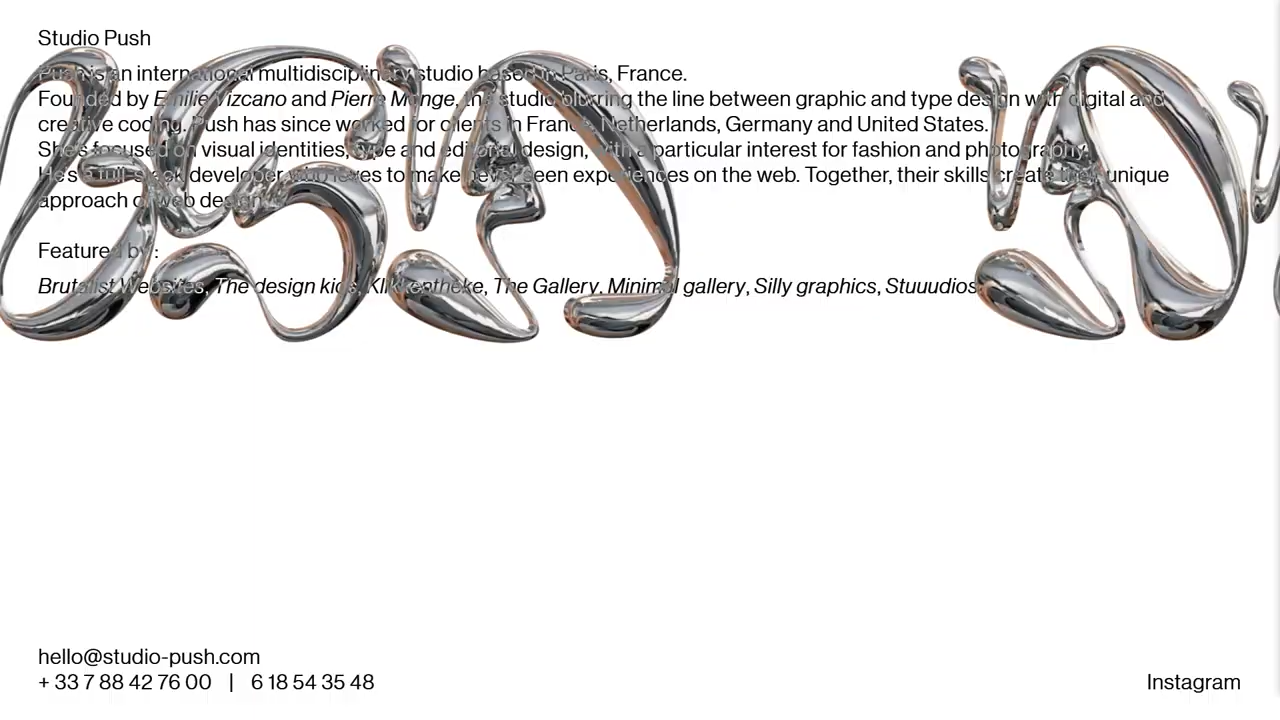 Studio Push
Push is an international multidisciplinary studio based in Paris, France.
Founded by Emilie Vizcano and Pierre Monge, the studio blurring the line between graphic and type design with digital and
creative coding. Push has since worked for clients in France, Netherlands, Germany and United States.
She's focused on visual identities, type and editorial design, with a particular interest for fashion and photography.
He's a full-stack developer who loves to make never seen experiences on the web. Together, their skills create their unique
approach of web design.
Featured by :
Brutalist Websites, The design kids, Klikkentheke, The Gallery, Minimal gallery, Silly graphics, Stuuudios
hello@studio-push.com
+ 33 7 88 42 76 00 | 6 18 54 35 48
Instagram